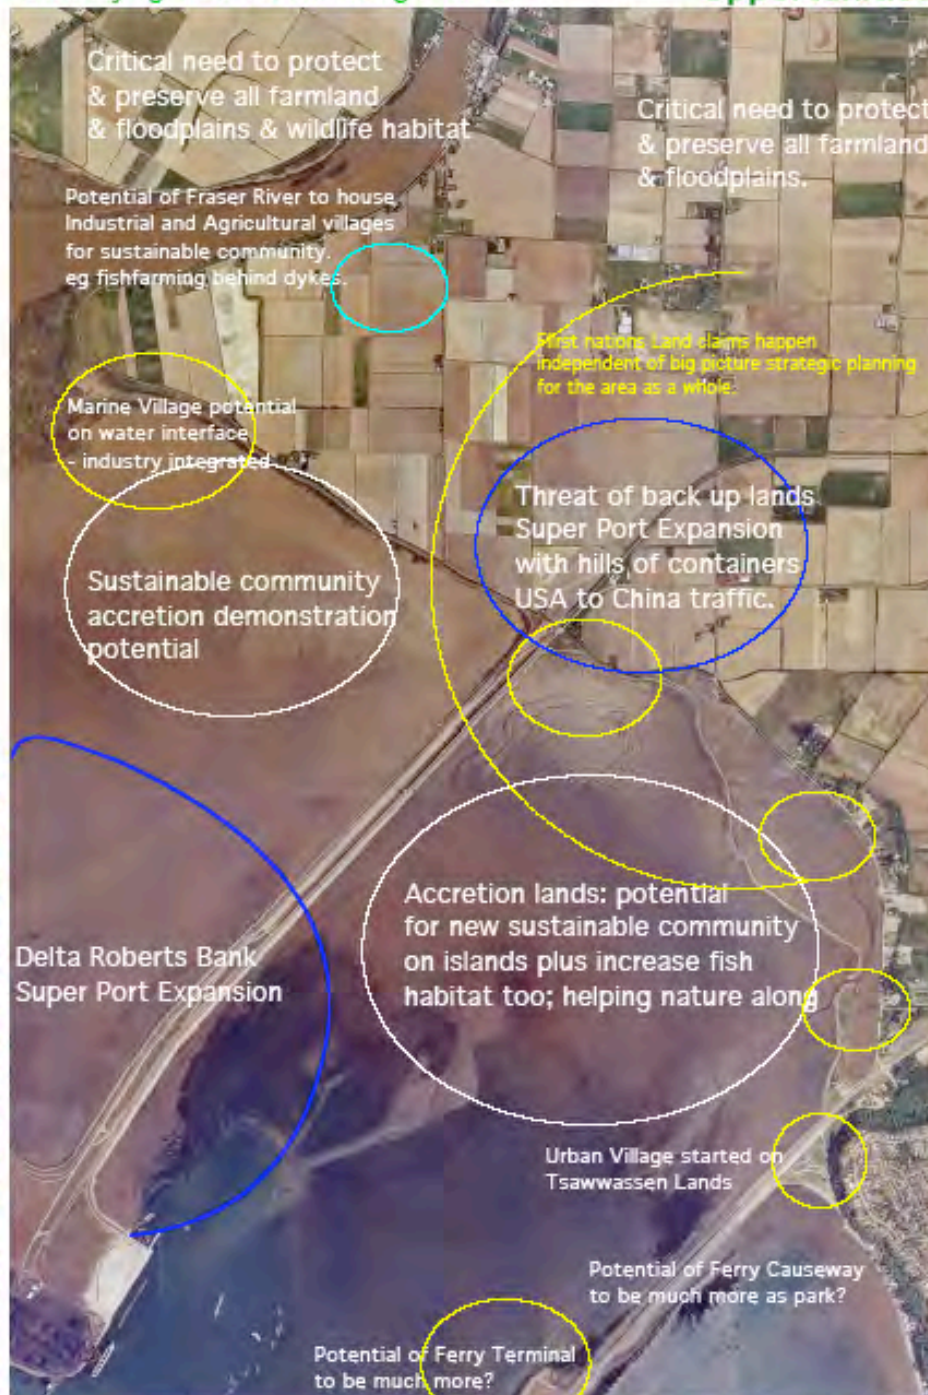 Critical need to protect
& preserve all farmland
& floodplains & wildlife habitat
Critical need to protect
& preserve all farmland
& floodplains.
Potential of Fraser River to house
Industrial and Agricultural villages
for sustainable community.
eg fishfarming behind dykes.
First nations Land claims happen
independent of big picture strategic planning
for the area as a whole.
Marine Village potential
on water interface
- industry integrated
Threat of back up lands
Super Port Expansion
with hills of containers
USA to China traffic.
Sustainable community
accretion demonstration
potential
Accretion lands: potential
for new sustainable community
on islands plus increase fish
habitat too; helping nature along
Delta Roberts Bank
Super Port Expansion
Urban Village started on
Tsawwassen Lands
Potential of Ferry Causeway
to be much more as park?
Potential of Ferry Terminal
to be much more?